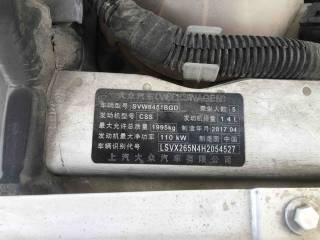 大众汽车(VOLKSWAGEN)
车辆型号 SVW6451BGD 乘坐人数 5
发动机型号 CSS 发动机排量 1.4L
最大允许总质量 1995kg 制造年月 2017.04
发动机最大净功率 110 kW 制造国 中国
车辆识别代号 LSVX265N4H2054527
上汽大众汽车有限公司